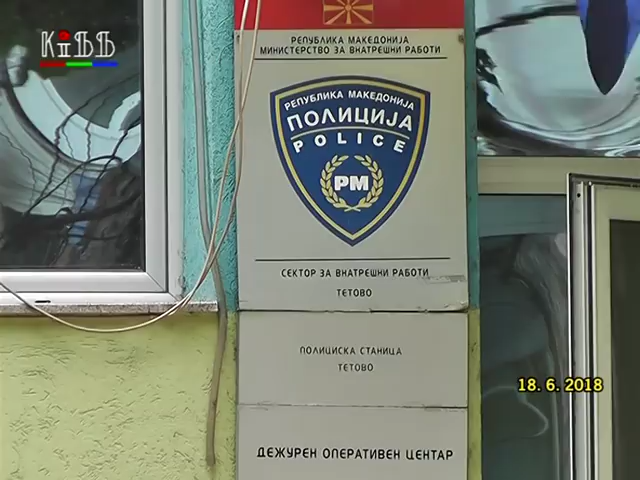 KiBB
РЕПУБЛИКА МАКЕДОНИЈА
МИНИСТЕРСТВО ЗА ВНАТРЕШНИ РАБОТИ
РЕПУБЛИКА МАКЕДОНИЈА
ПОЛИЦИЈА
POLICE
РМ
СЕКТОР ЗА ВНАТРЕШНИ РАБОТИ
ТЕТОВО
ПОЛИЦИСКА СТАНИЦА
ТЕТОВО
18. 6. 2018
ДЕЖУРЕН ОПЕРАТИВЕН ЦЕНТАР